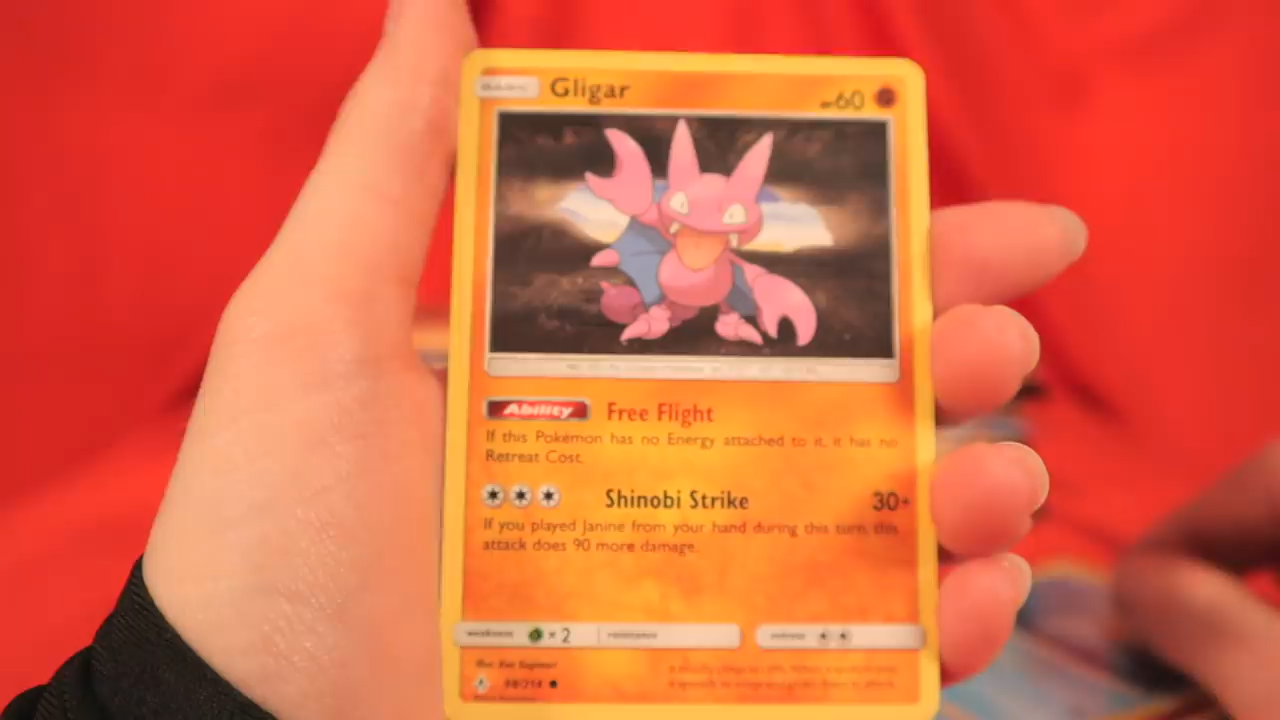 Gligar
60
Ability Free Flight
If this Pokémon has no Energy attached to it, it has no
Retreat Cost.
Shinobi Strike 30+
If you played Janine from your hand during this turn, this
attack does 90 more damage.
weakness ×2 resistance
retreat